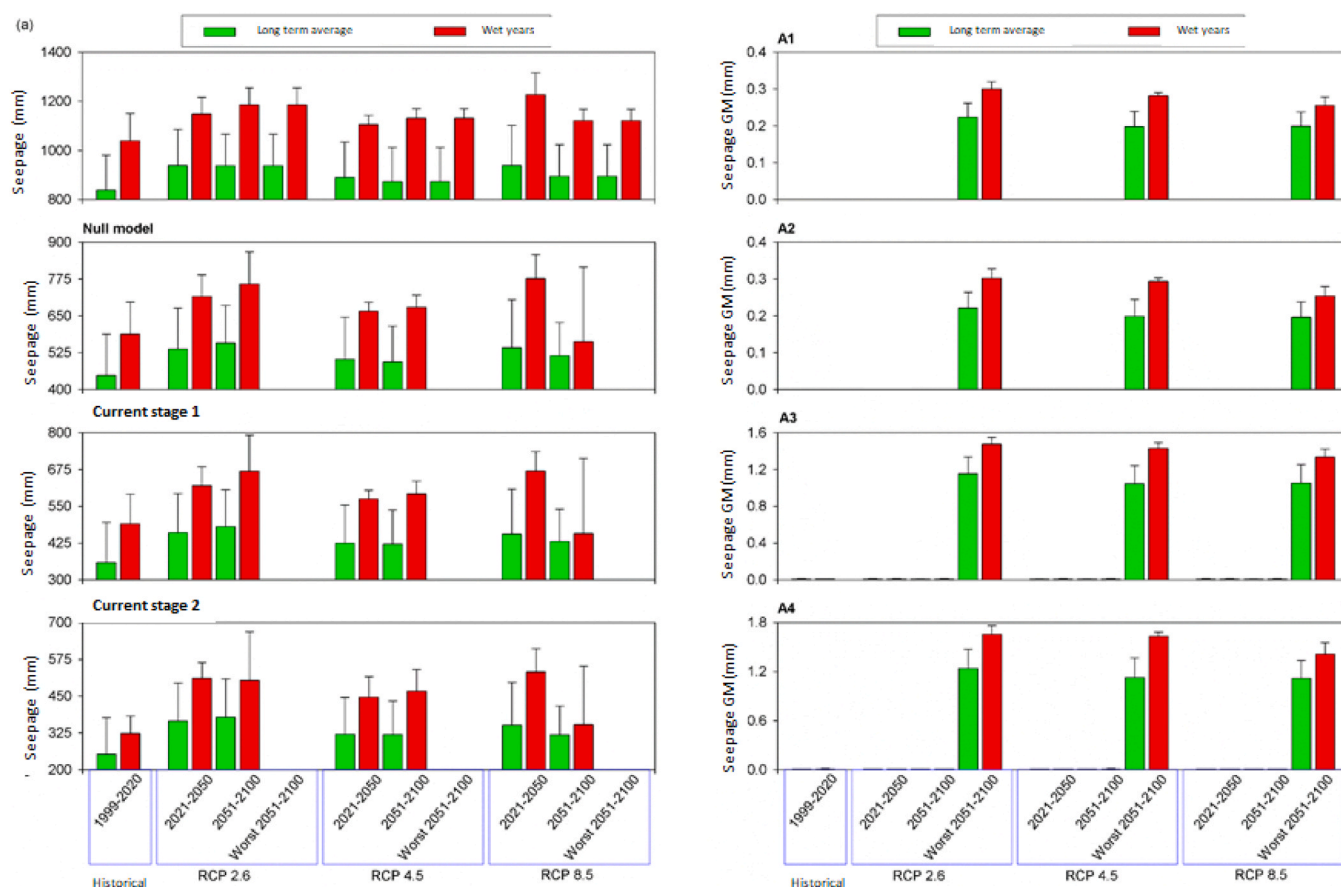 (a)
Long term average Wet years
Seepage (mm)
1400
1200
1000
800
Null model
Seepage (mm)
900
775
650
525
400
Current stage 1
Seepage (mm)
800
675
550
425
300
Current stage 2
Seepage (mm)
700
575
450
325
200
1999-2020
2021-2050
2051-2100
Worst 2051-2100
2021-2050
2051-2100
Worst 2051-2100
2021-2050
2051-2100
Worst 2051-2100
Historical RCP 2.6 RCP 4.5 RCP 8.5
Long term average Wet years
A1
Seepage GM (mm)
0.4
0.3
0.2
0.1
0.0
A2
Seepage GM (mm)
0.4
0.3
0.2
0.1
0.0
A3
Seepage GM (mm)
1.6
1.2
0.8
0.4
0.0
A4
Seepage GM (mm)
1.8
1.2
0.6
0.0
1999-2020
2021-2050
2051-2100
Worst 2051-2100
2021-2050
2051-2100
Worst 2051-2100
2021-2050
2051-2100
Worst 2051-2100
Historical RCP 2.6 RCP 4.5 RCP 8.5